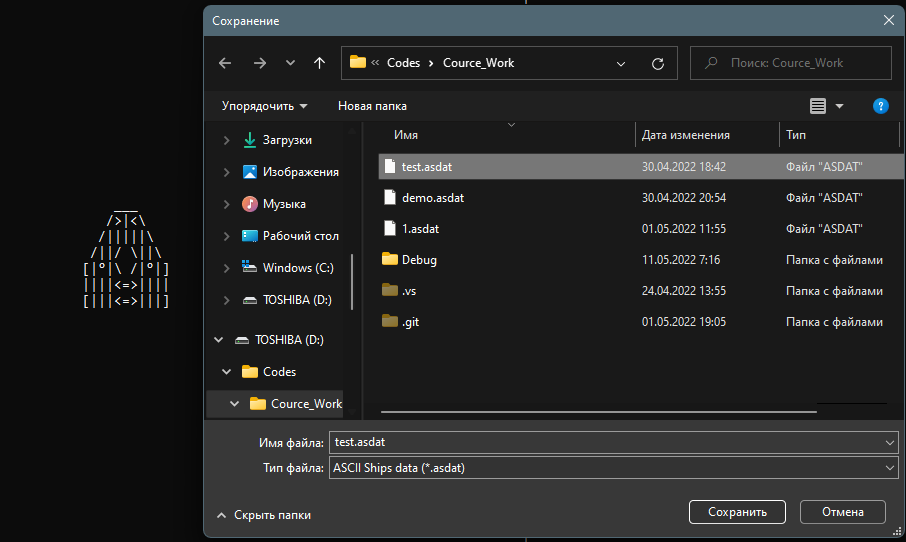 Сохранение
Codes
Cource_Work
Поиск: Cource_Work
Упорядочить
Новая папка
Загрузки
Изображения
Музыка
Рабочий стол
Windows (C:)
TOSHIBA (D:)
TOSHIBA (D:)
Codes
Cource_Work
Имя Дата изменения Тип
test.asdat 30.04.2022 18:42 Файл "ASDAT"
demo.asdat 30.04.2022 20:54 Файл "ASDAT"
1.asdat 01.05.2022 11:55 Файл "ASDAT"
Debug 11.05.2022 7:16 Папка с файлами
.vs 24.04.2022 13:55 Папка с файлами
.git 01.05.2022 19:05 Папка с файлами
___
/>|<\
/|||||\
/||/ \||\
[|°|\ /|°|]
||||<=>||||
[|||<=>|||]
Имя файла: test.asdat
Тип файла: ASCII Ships data (*.asdat)
Скрыть папки
Сохранить
Отмена